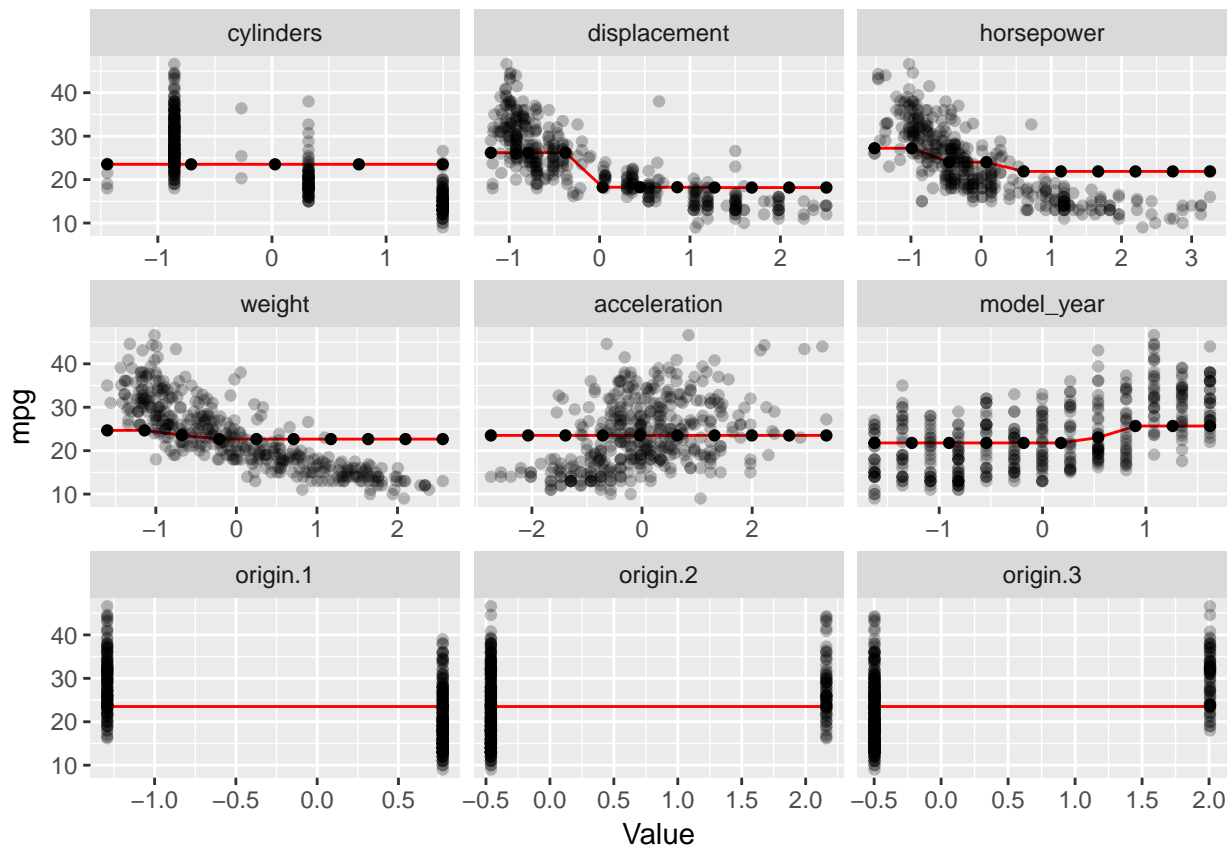 cylinders displacement horsepower
40
30
20
10
−1 0 1 −1 0 1 2 −1 0 1 2 3
weight acceleration model_year
40
30
20
10
−1 0 1 2 −2 0 2 −1 0 1
origin.1 origin.2 origin.3
40
30
20
10
−1.0 −0.5 0.0 0.5 −0.5 0.0 0.5 1.0 1.5 2.0 −0.5 0.0 0.5 1.0 1.5 2.0
mpg
Value